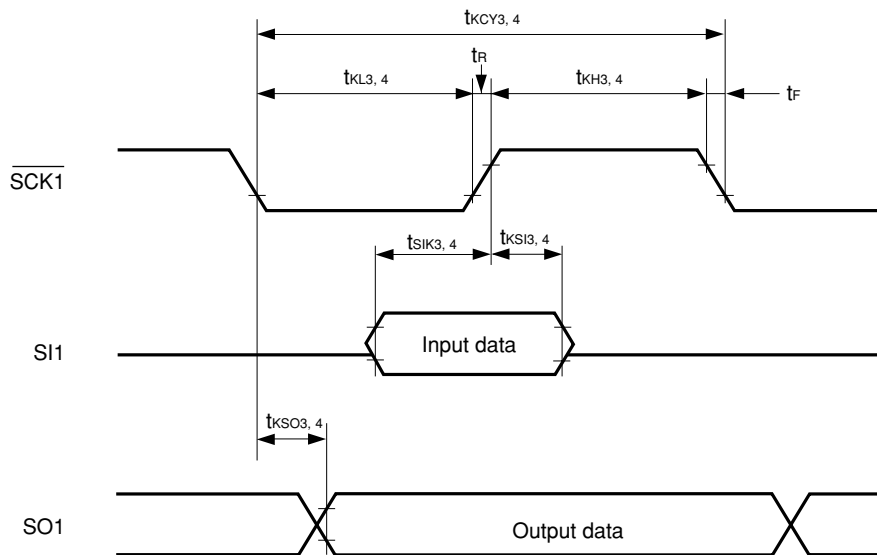 tKCY3, 4
tKL3, 4
tR
tKH3, 4
tF
SCK1
tSIK3, 4
tKSI3, 4
SI1
Input data
tKSO3, 4
SO1
Output data